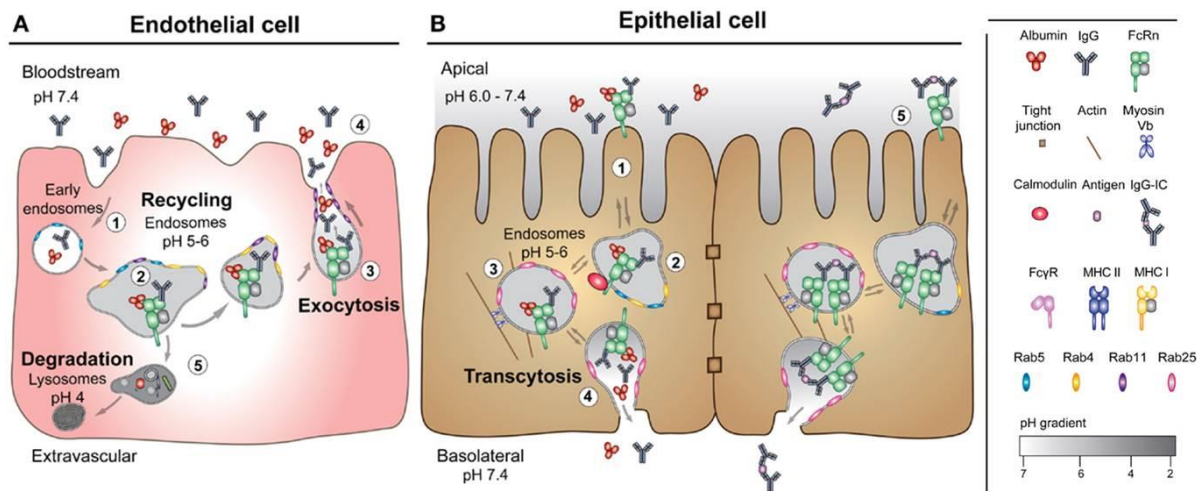 A Endothelial cell
Bloodstream
pH 7.4
4
Early
endosomes
1
Recycling
Endosomes
pH 5-6
2
3
Exocytosis
Degradation
Lysosomes
pH 4
5
Extravascular
B Epithelial cell
Apical
pH 6.0 - 7.4
5
1
Endosomes
pH 5-6
3
2
Transcytosis
4
Basolateral
pH 7.4
Albumin IgG FcRn
Tight
junction
Actin
Myosin
Vb
Calmodulin Antigen IgG-IC
FcγR MHC II MHC I
Rab5 Rab4 Rab11 Rab25
pH gradient
7 6 4 2